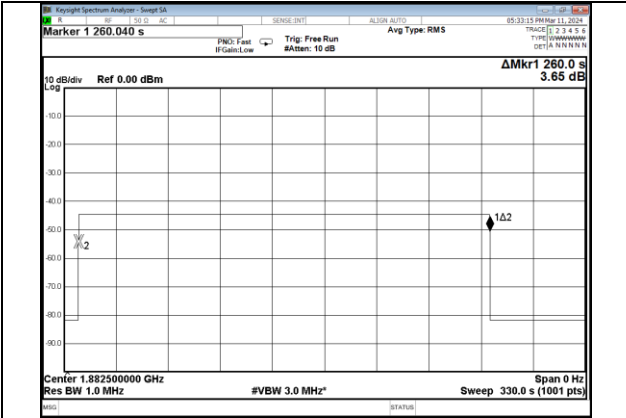 Keysight Spectrum Analyzer - Swept SA
R RF 50 Ω AC SENSE:INT ALIGN AUTO 05:33:15 PM Mar 11, 2024
Marker 1 260.040 s
PNO: Fast
IFGain:Low
Trig: Free Run
#Atten: 10 dB
Avg Type: RMS
TRACE 1 2 3 4 5 6
TYPE WWWWWW
DET A N N N N N
ΔMkr1 260.0 s
3.65 dB
10 dB/div Ref 0.00 dBm
Log
-10.0
-20.0
-30.0
-40.0
-50.0
-60.0
-70.0
-80.0
-90.0
1Δ2
2
Center 1.882500000 GHz Span 0 Hz
Res BW 1.0 MHz #VBW 3.0 MHz* Sweep 330.0 s (1001 pts)
MSG STATUS